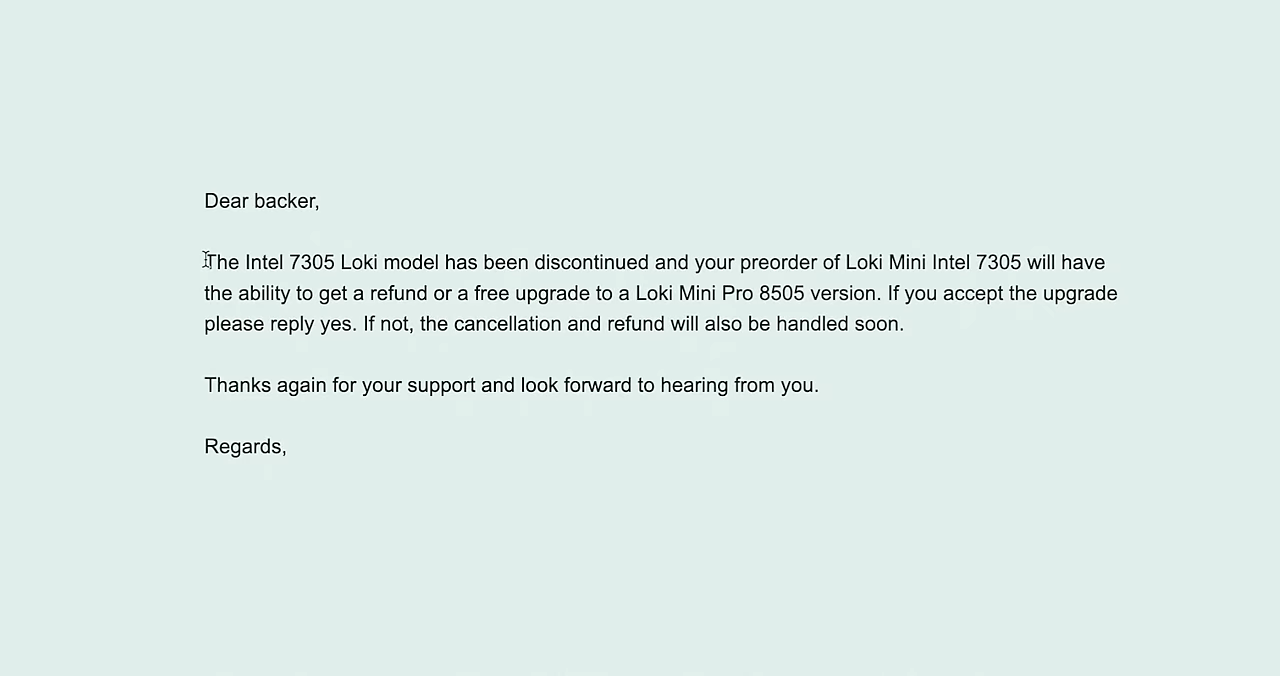 Dear backer,
The Intel 7305 Loki model has been discontinued and your preorder of Loki Mini Intel 7305 will have
the ability to get a refund or a free upgrade to a Loki Mini Pro 8505 version. If you accept the upgrade
please reply yes. If not, the cancellation and refund will also be handled soon.
Thanks again for your support and look forward to hearing from you.
Regards,